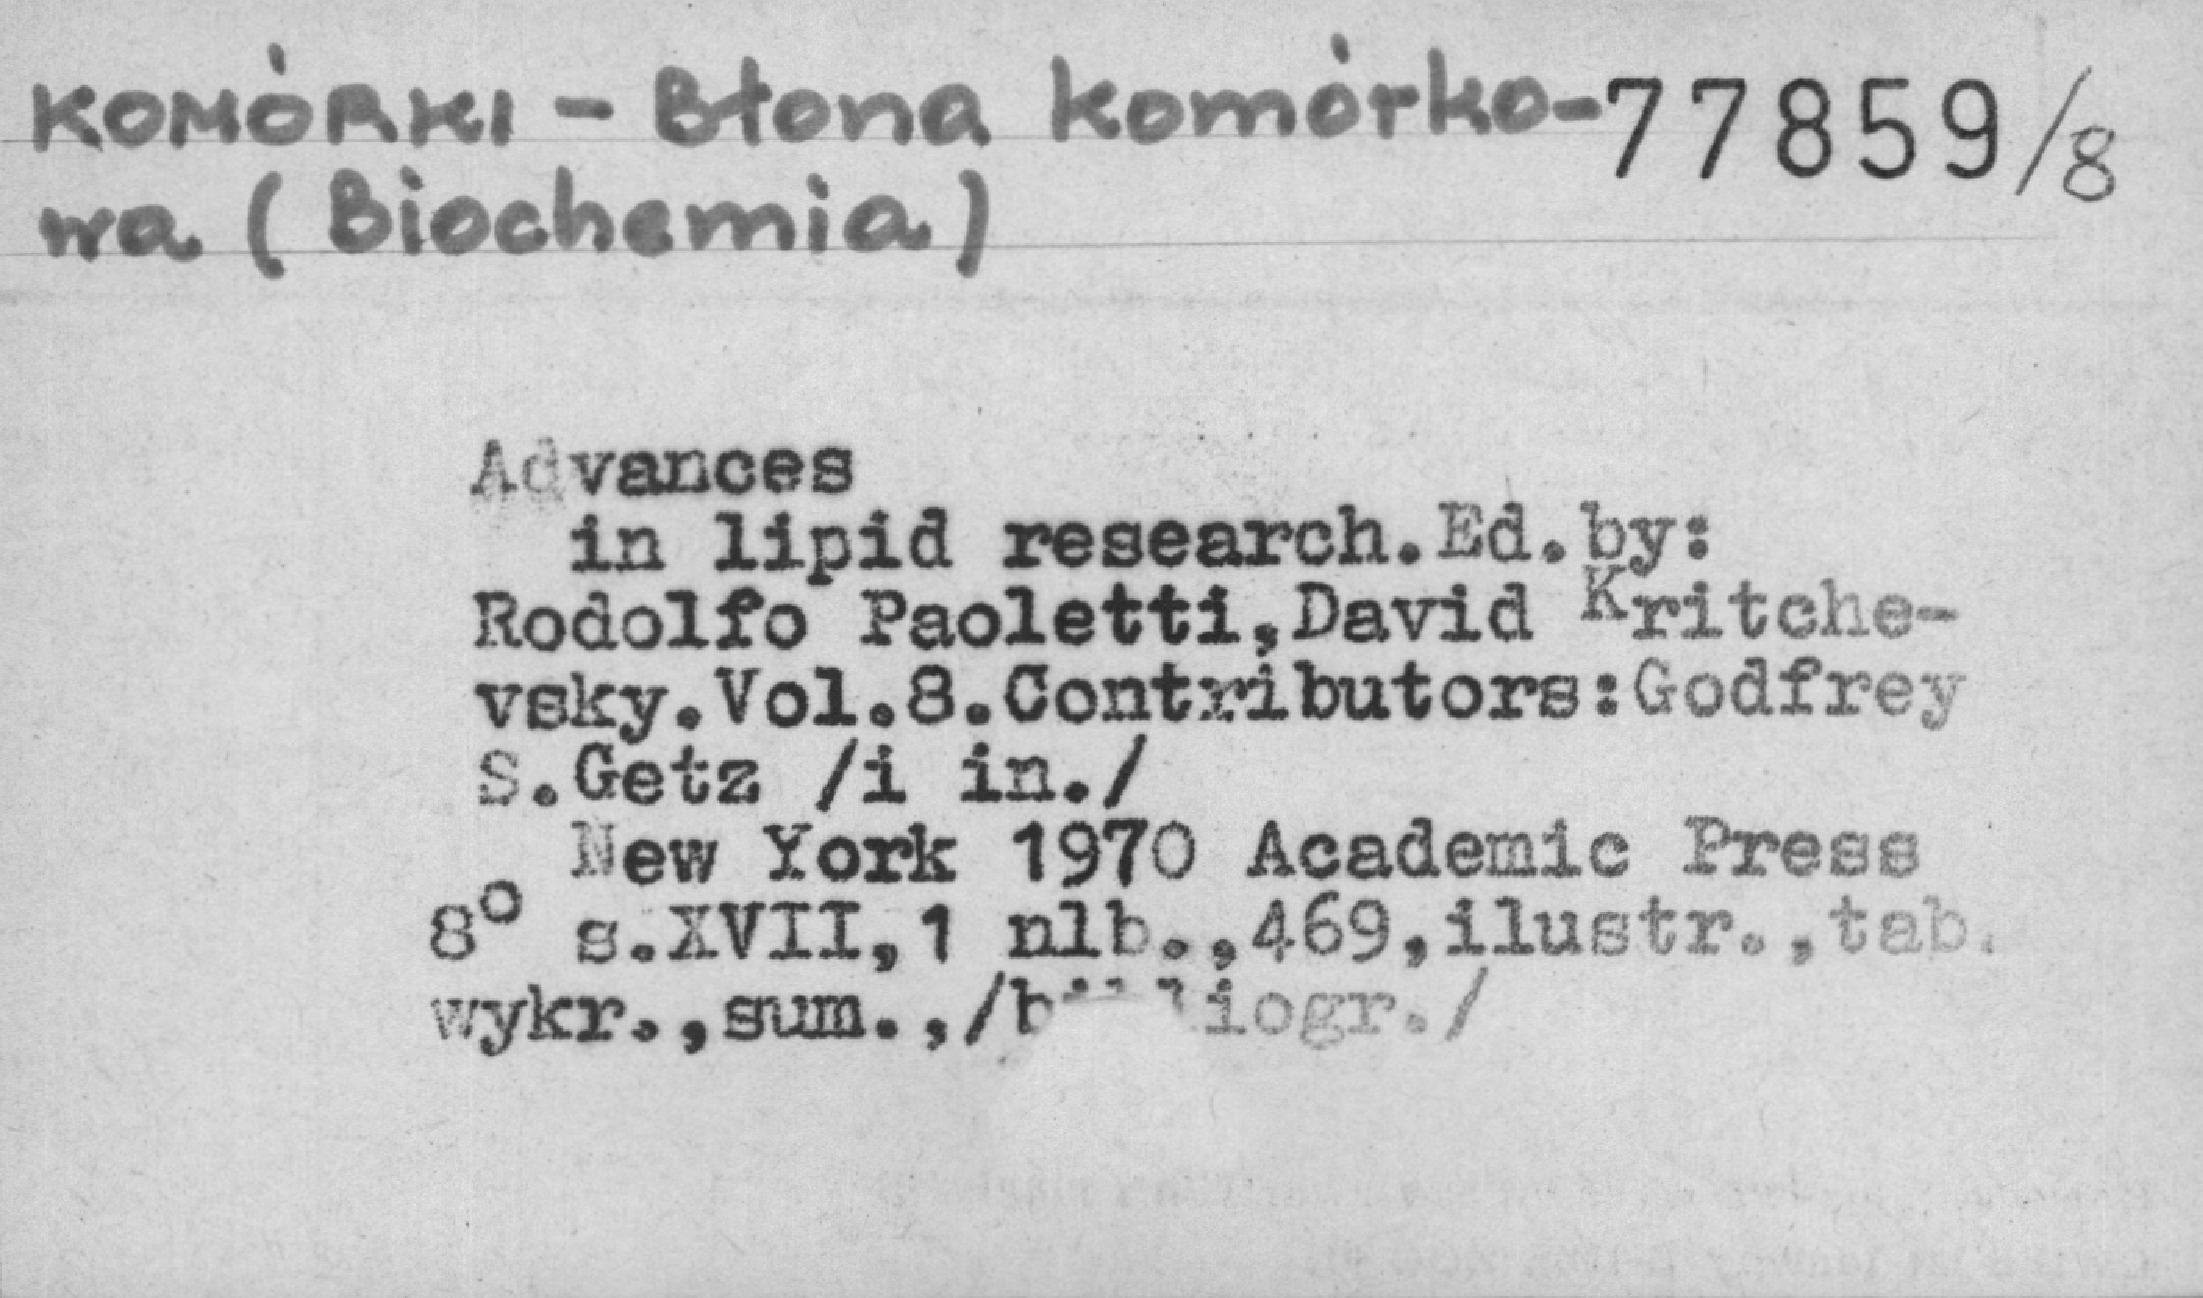 KOMÓRKI - Błona komórko- 77859/8
wa (Biochemia)
Advances
in lipid research.Ed.by:
Rodolfo Paoletti,David Kritche-
vsky.Vol.8.Contributors:Godfrey
S.Getz /i in./
New York 1970 Academic Press
8° s.XVII,1 nlb.,469,ilustr.,tab.
wykr.,sum.,/bibliogr./